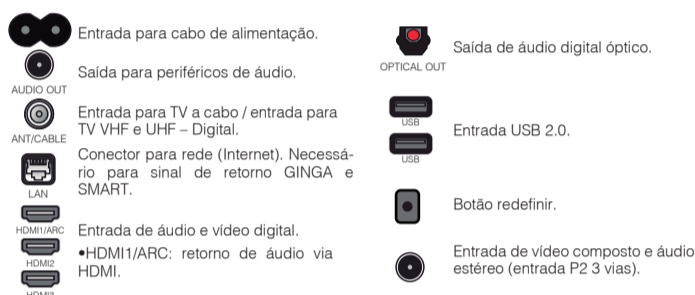 Entrada para cabo de alimentação.
Saída para periféricos de áudio.
AUDIO OUT
Entrada para TV a cabo / entrada para
TV VHF e UHF – Digital.
ANT/CABLE
Conector para rede (Internet). Necessá-
rio para sinal de retorno GINGA e
SMART.
LAN
HDMI1/ARC
Entrada de áudio e vídeo digital.
•HDMI1/ARC: retorno de áudio via
HDMI.
HDMI2
HDMI3
Saída de áudio digital óptico.
OPTICAL OUT
USB
Entrada USB 2.0.
USB
Botão redefinir.
Entrada de vídeo composto e áudio
estéreo (entrada P2 3 vias).